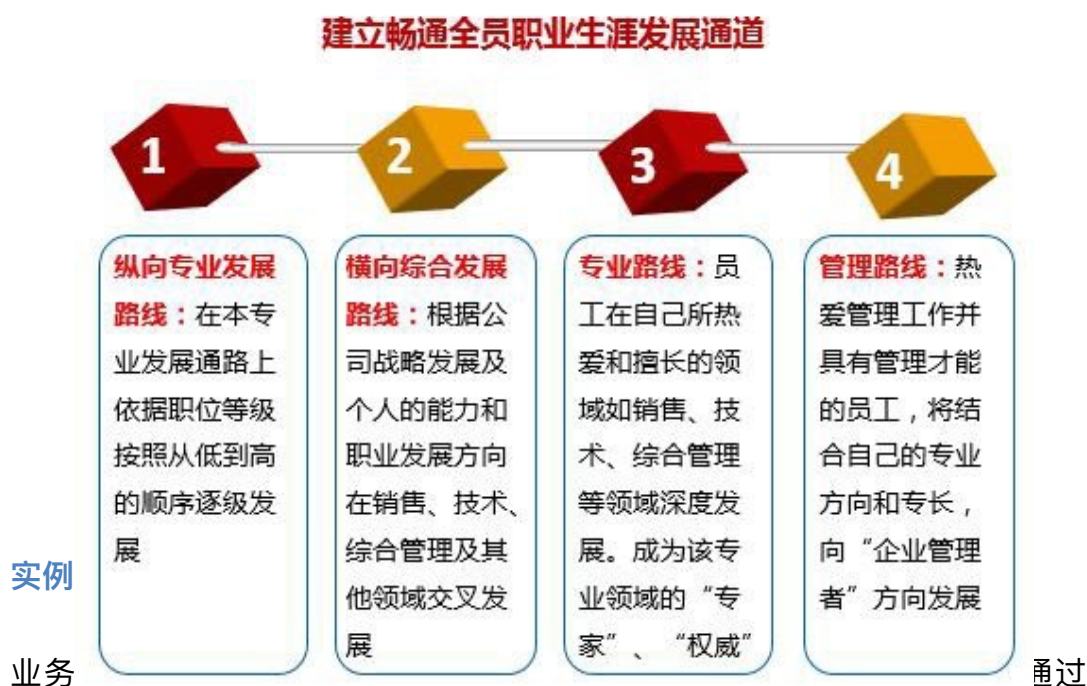 建立畅通全员职业生涯发展通道
1
2
3
4
纵向专业发展
路线：在本专
业发展通路上
依据职位等级
按照从低到高
的顺序逐级发
展
横向综合发展
路线：根据公
司战略发展及
个人的能力和
职业发展方向
在销售、技术、
综合管理及其
他领域交叉发
展
专业路线：员
工在自己所热
爱和擅长的领
域如销售、技
术、综合管理
等领域深度发
展。成为该专
业领域的“专
家”、“权威”
管理路线：热
爱管理工作并
具有管理才能
的员工，将结
合自己的专业
方向和专长，
向“企业管理
者”方向发展
实例
业务
通过